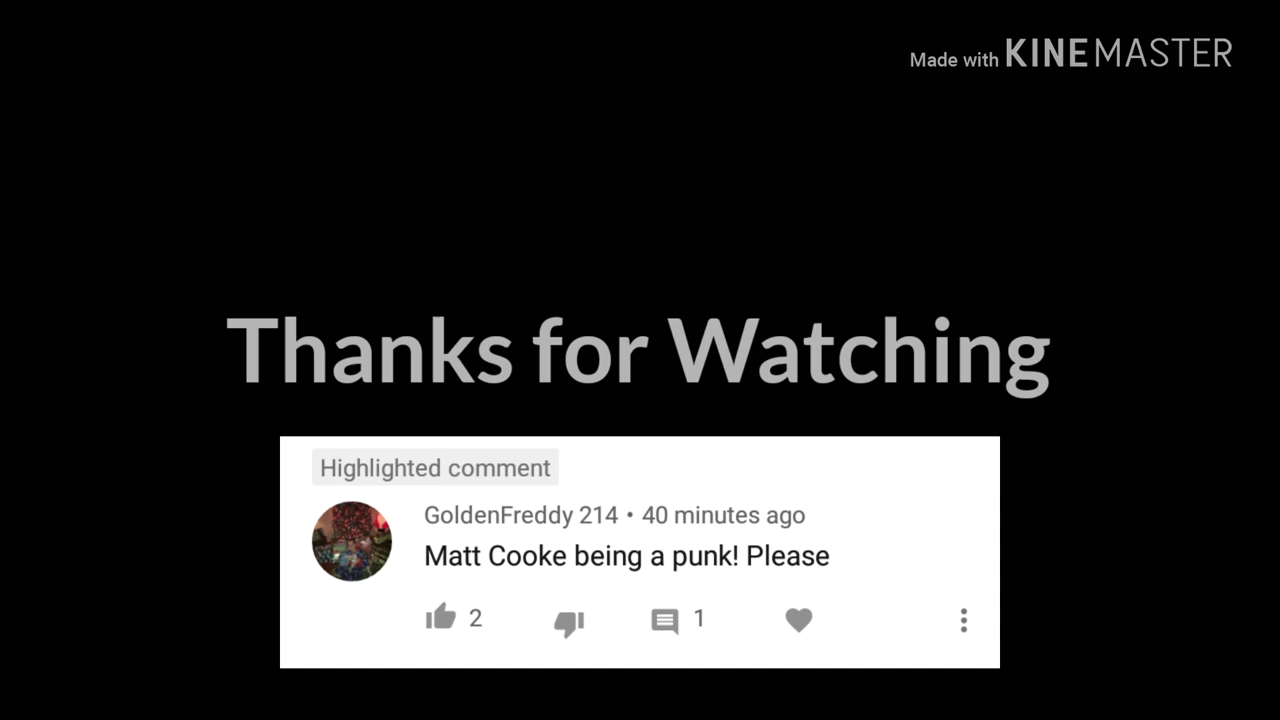 Made with KINEMASTER
Thanks for Watching
Highlighted comment
GoldenFreddy 214 • 40 minutes ago
Matt Cooke being a punk! Please
2 1